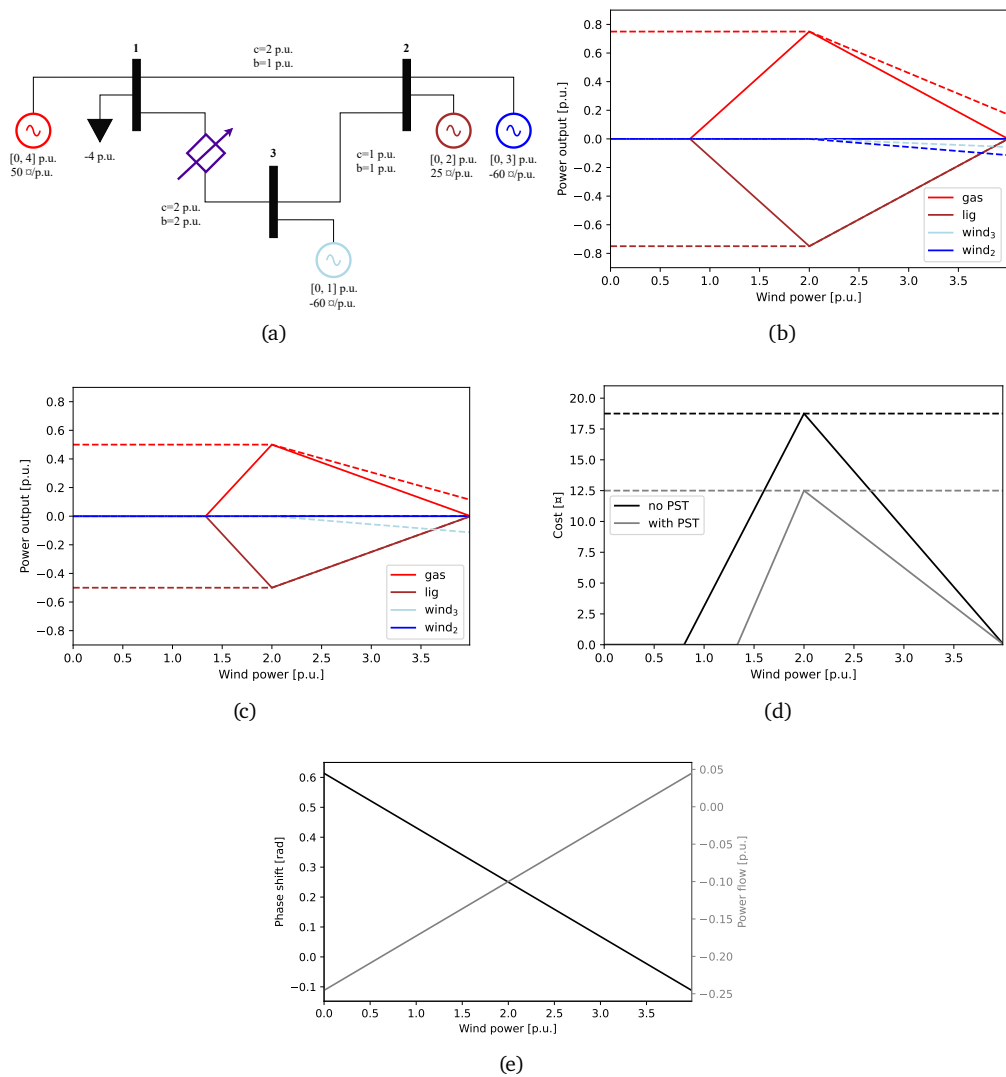 1
2
c=2 p.u.
b=1 p.u.
-4 p.u.
[0, 4] p.u.
50 ¤/p.u.
3
c=1 p.u.
b=1 p.u.
[0, 2] p.u.
25 ¤/p.u.
[0, 3] p.u.
-60 ¤/p.u.
c=2 p.u.
b=2 p.u.
[0, 1] p.u.
-60 ¤/p.u.
(a)
Power output [p.u.]
0.8
0.6
0.4
0.2
0.0
−0.2
−0.4
−0.6
−0.8
gas
lig
wind₃
wind₂
0.0 0.5 1.0 1.5 2.0 2.5 3.0 3.5
Wind power [p.u.]
(b)
Power output [p.u.]
0.8
0.6
0.4
0.2
0.0
−0.2
−0.4
−0.6
−0.8
gas
lig
wind₃
wind₂
0.0 0.5 1.0 1.5 2.0 2.5 3.0 3.5
Wind power [p.u.]
(c)
Cost [¤]
20.0
17.5
15.0
12.5
10.0
7.5
5.0
2.5
0.0
no PST
with PST
0.0 0.5 1.0 1.5 2.0 2.5 3.0 3.5
Wind power [p.u.]
(d)
Phase shift [rad]
0.6
0.5
0.4
0.3
0.2
0.1
0.0
−0.1
0.05
0.00
−0.05
−0.10
−0.15
−0.20
−0.25
Power flow [p.u.]
0.0 0.5 1.0 1.5 2.0 2.5 3.0 3.5
Wind power [p.u.]
(e)